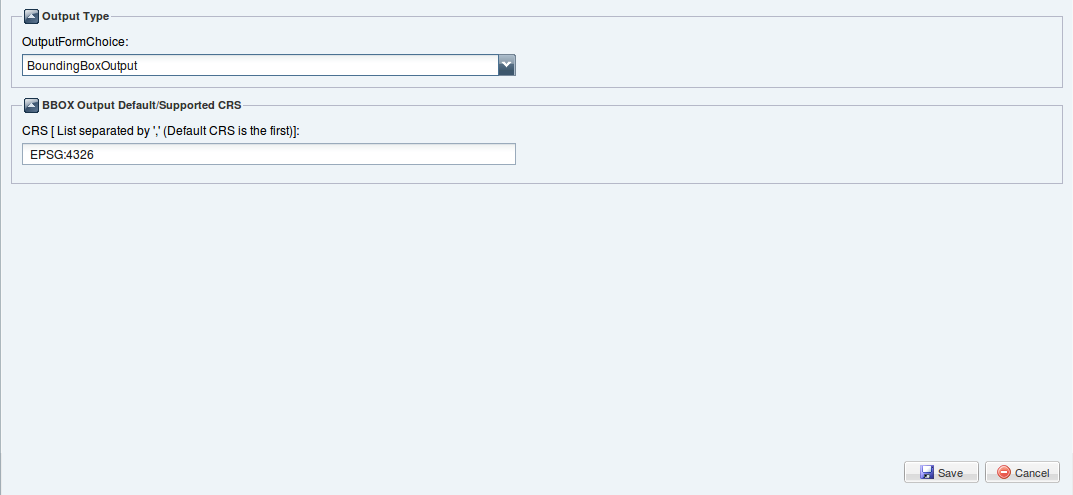 Output Type
OutputFormChoice:
BoundingBoxOutput
BBOX Output Default/Supported CRS
CRS [ List separated by ',' (Default CRS is the first)]:
EPSG:4326
Save Cancel